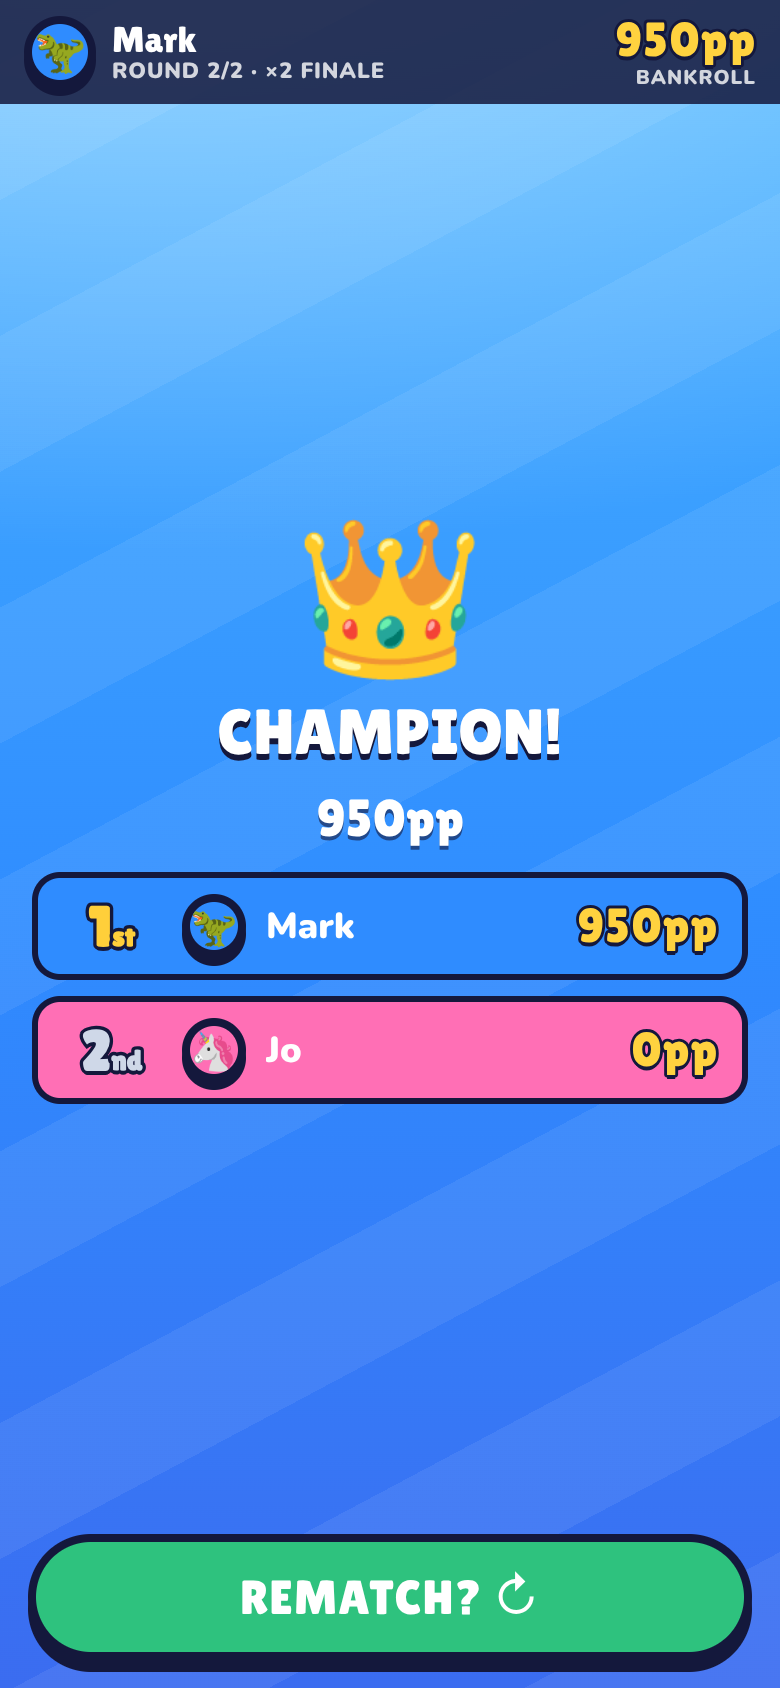 Mark
ROUND 2/2 · ×2 FINALE
950pp
BANKROLL
CHAMPION!
950pp
1st Mark 950pp
2nd Jo 0pp
REMATCH? ↻